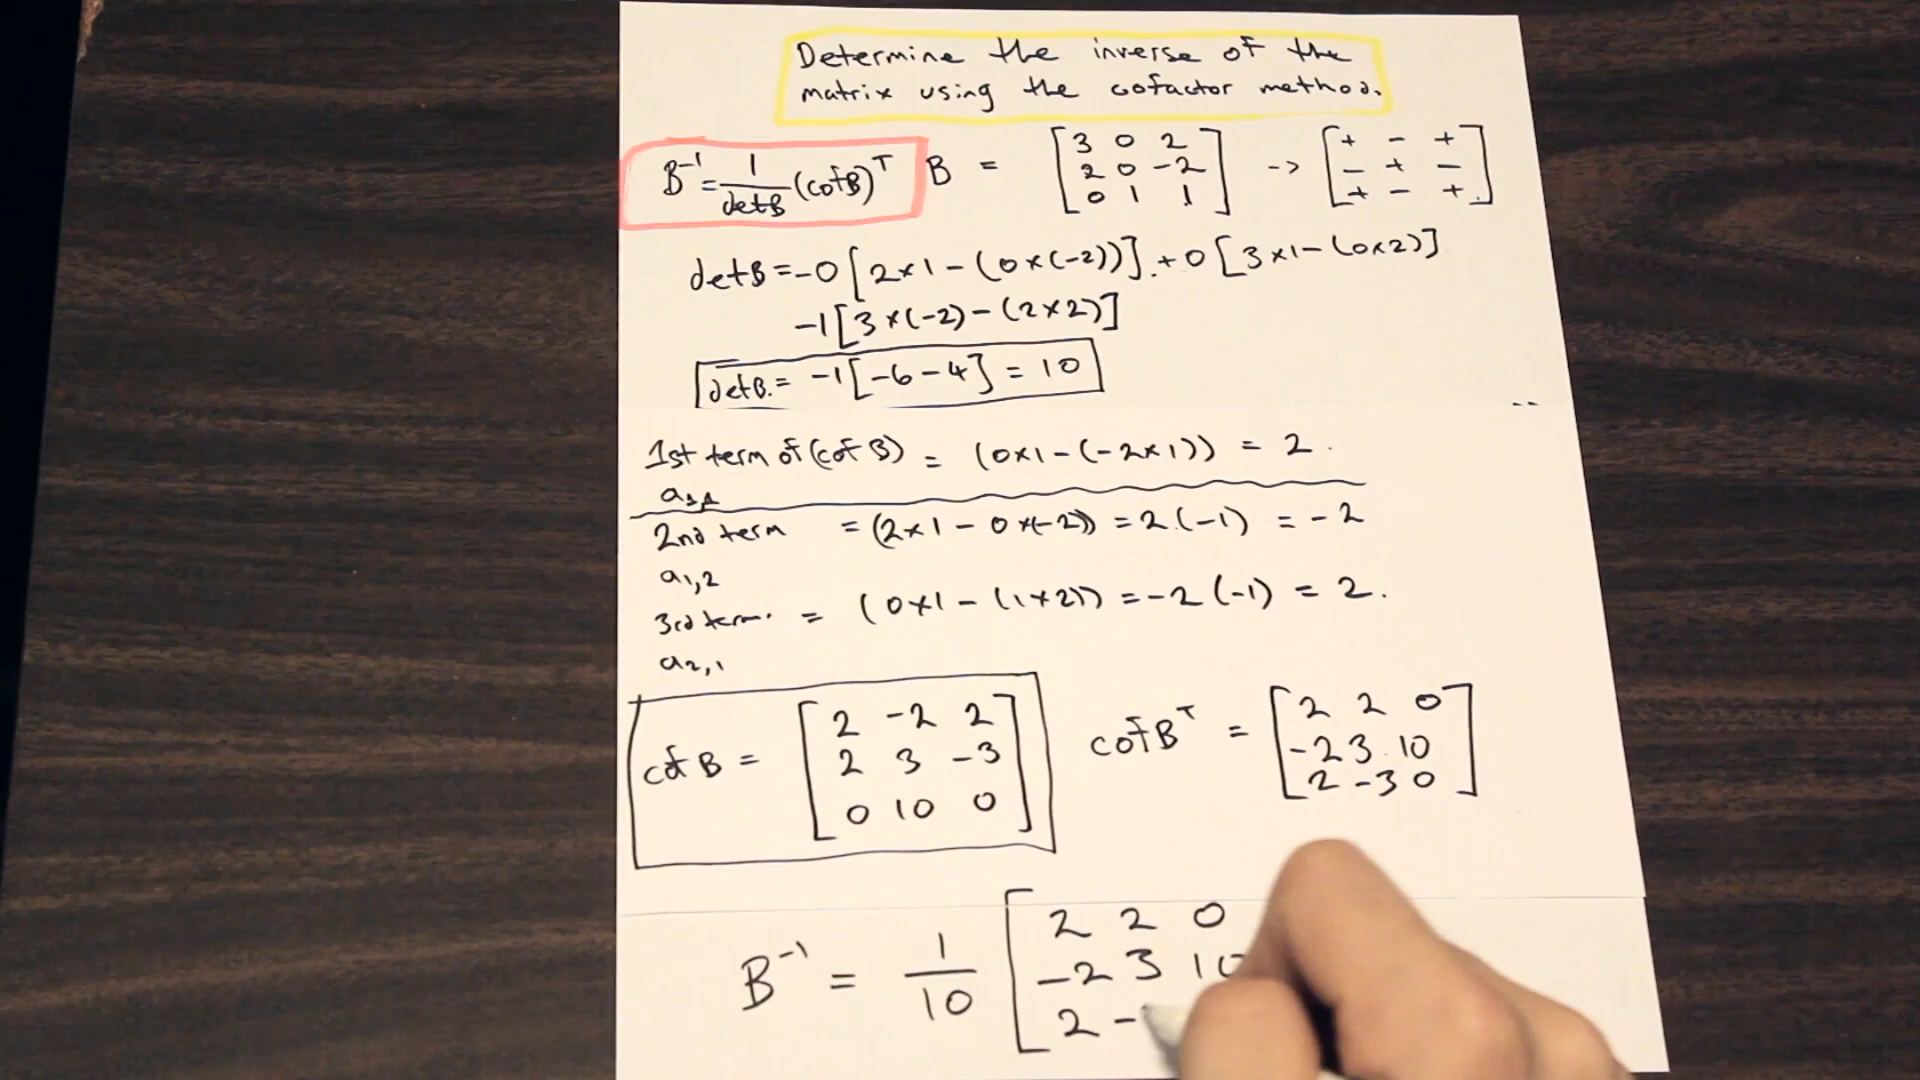 Determine the inverse of the
matrix using the cofactor method.
B⁻¹ = 1/detB (cofB)ᵀ
B = [3 0 2
2 0 -2
0 1 1] -> [+ - +
- + -
+ - +]
detB = -0[2×1-(0×(-2))].+0[3×1-(0×2)]
-1[3×(-2)-(2×2)]
detB. = -1[-6-4] = 10
1st term of (cof B) = (0×1-(-2×1)) = 2.
a1,1
2nd term = (2×1-0×(-2)) = 2.(-1) = -2
a1,2
3rd term. = (0×1-(1×2)) = -2(-1) = 2.
a2,1
cof B = [2 -2 2
2 3 -3
0 10 0]
cofBᵀ = [2 2 0
-2 3 10
2 -3 0]
B⁻¹ = 1/10 [2 2 0
-2 3 10
2 -